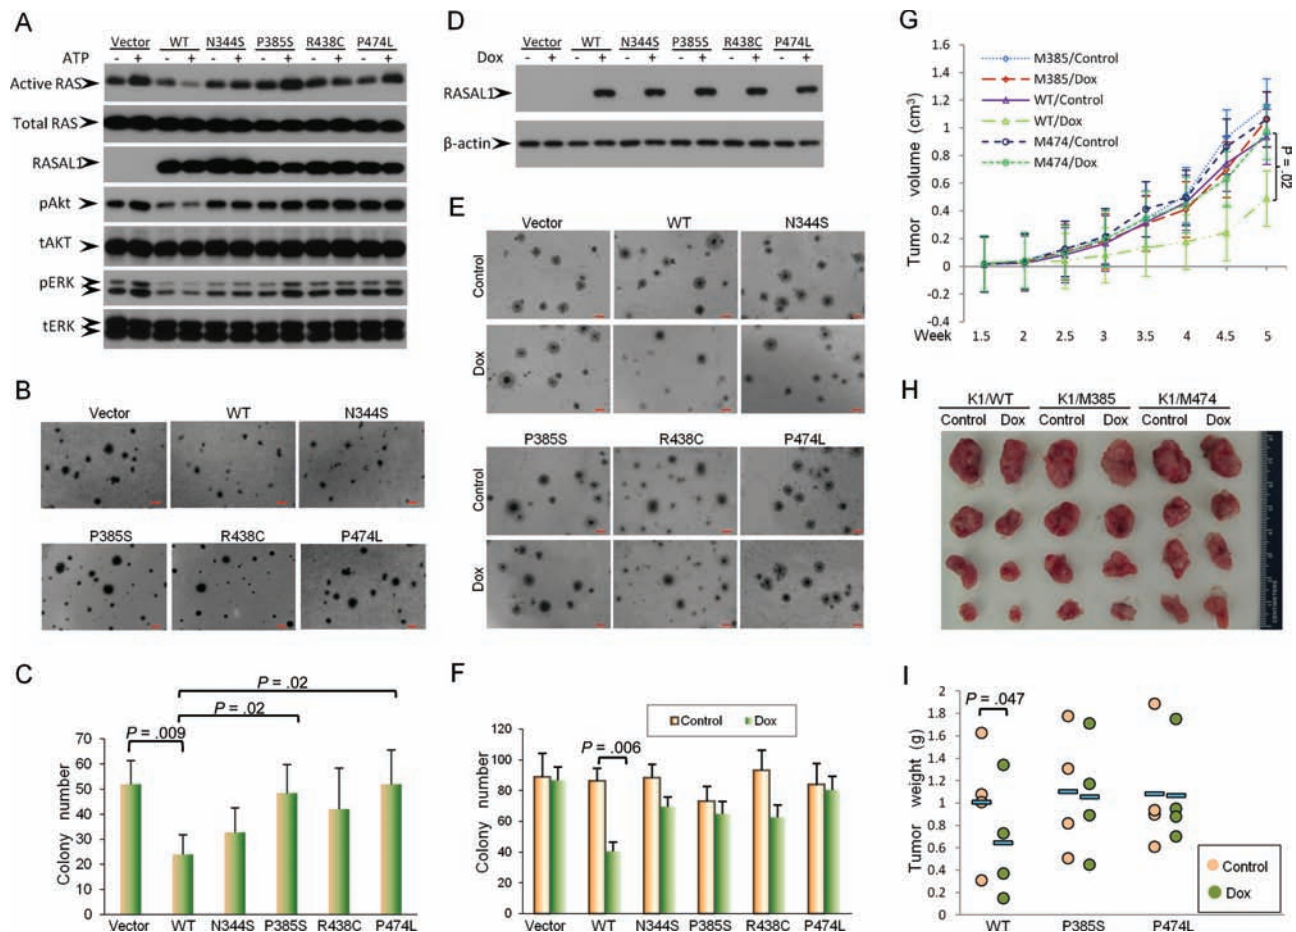 A
Vector WT N344S P385S R438C P474L
ATP - + - + - + - + - + - +
Active RAS
Total RAS
RASAL1
pAkt
tAKT
pERK
tERK
B
Vector WT N344S
P385S R438C P474L
C
P = .02
P = .02
P = .009
Colony number
70
60
50
40
30
20
10
0
Vector WT N344S P385S R438C P474L
D
Vector WT N344S P385S R438C P474L
Dox - + - + - + - + - + - +
RASAL1
β-actin
E
Vector WT N344S
Control
Dox
P385S R438C P474L
Control
Dox
F
Control Dox
P = .006
Colony number
120
100
80
60
40
20
0
Vector WT N344S P385S R438C P474L
G
Tumor volume (cm³)
1.6
1.4
1.2
1
0.8
0.6
0.4
0.2
0
-0.2
-0.4
M385/Control
M385/Dox
WT/Control
WT/Dox
M474/Control
M474/Dox
P = .02
Week 1.5 2 2.5 3 3.5 4 4.5 5
H
K1/WT K1/M385 K1/M474
Control Dox Control Dox Control Dox
I
P = .047
Tumor weight (g)
2
1.8
1.6
1.4
1.2
1
0.8
0.6
0.4
0.2
0
Control
Dox
WT P385S P474L